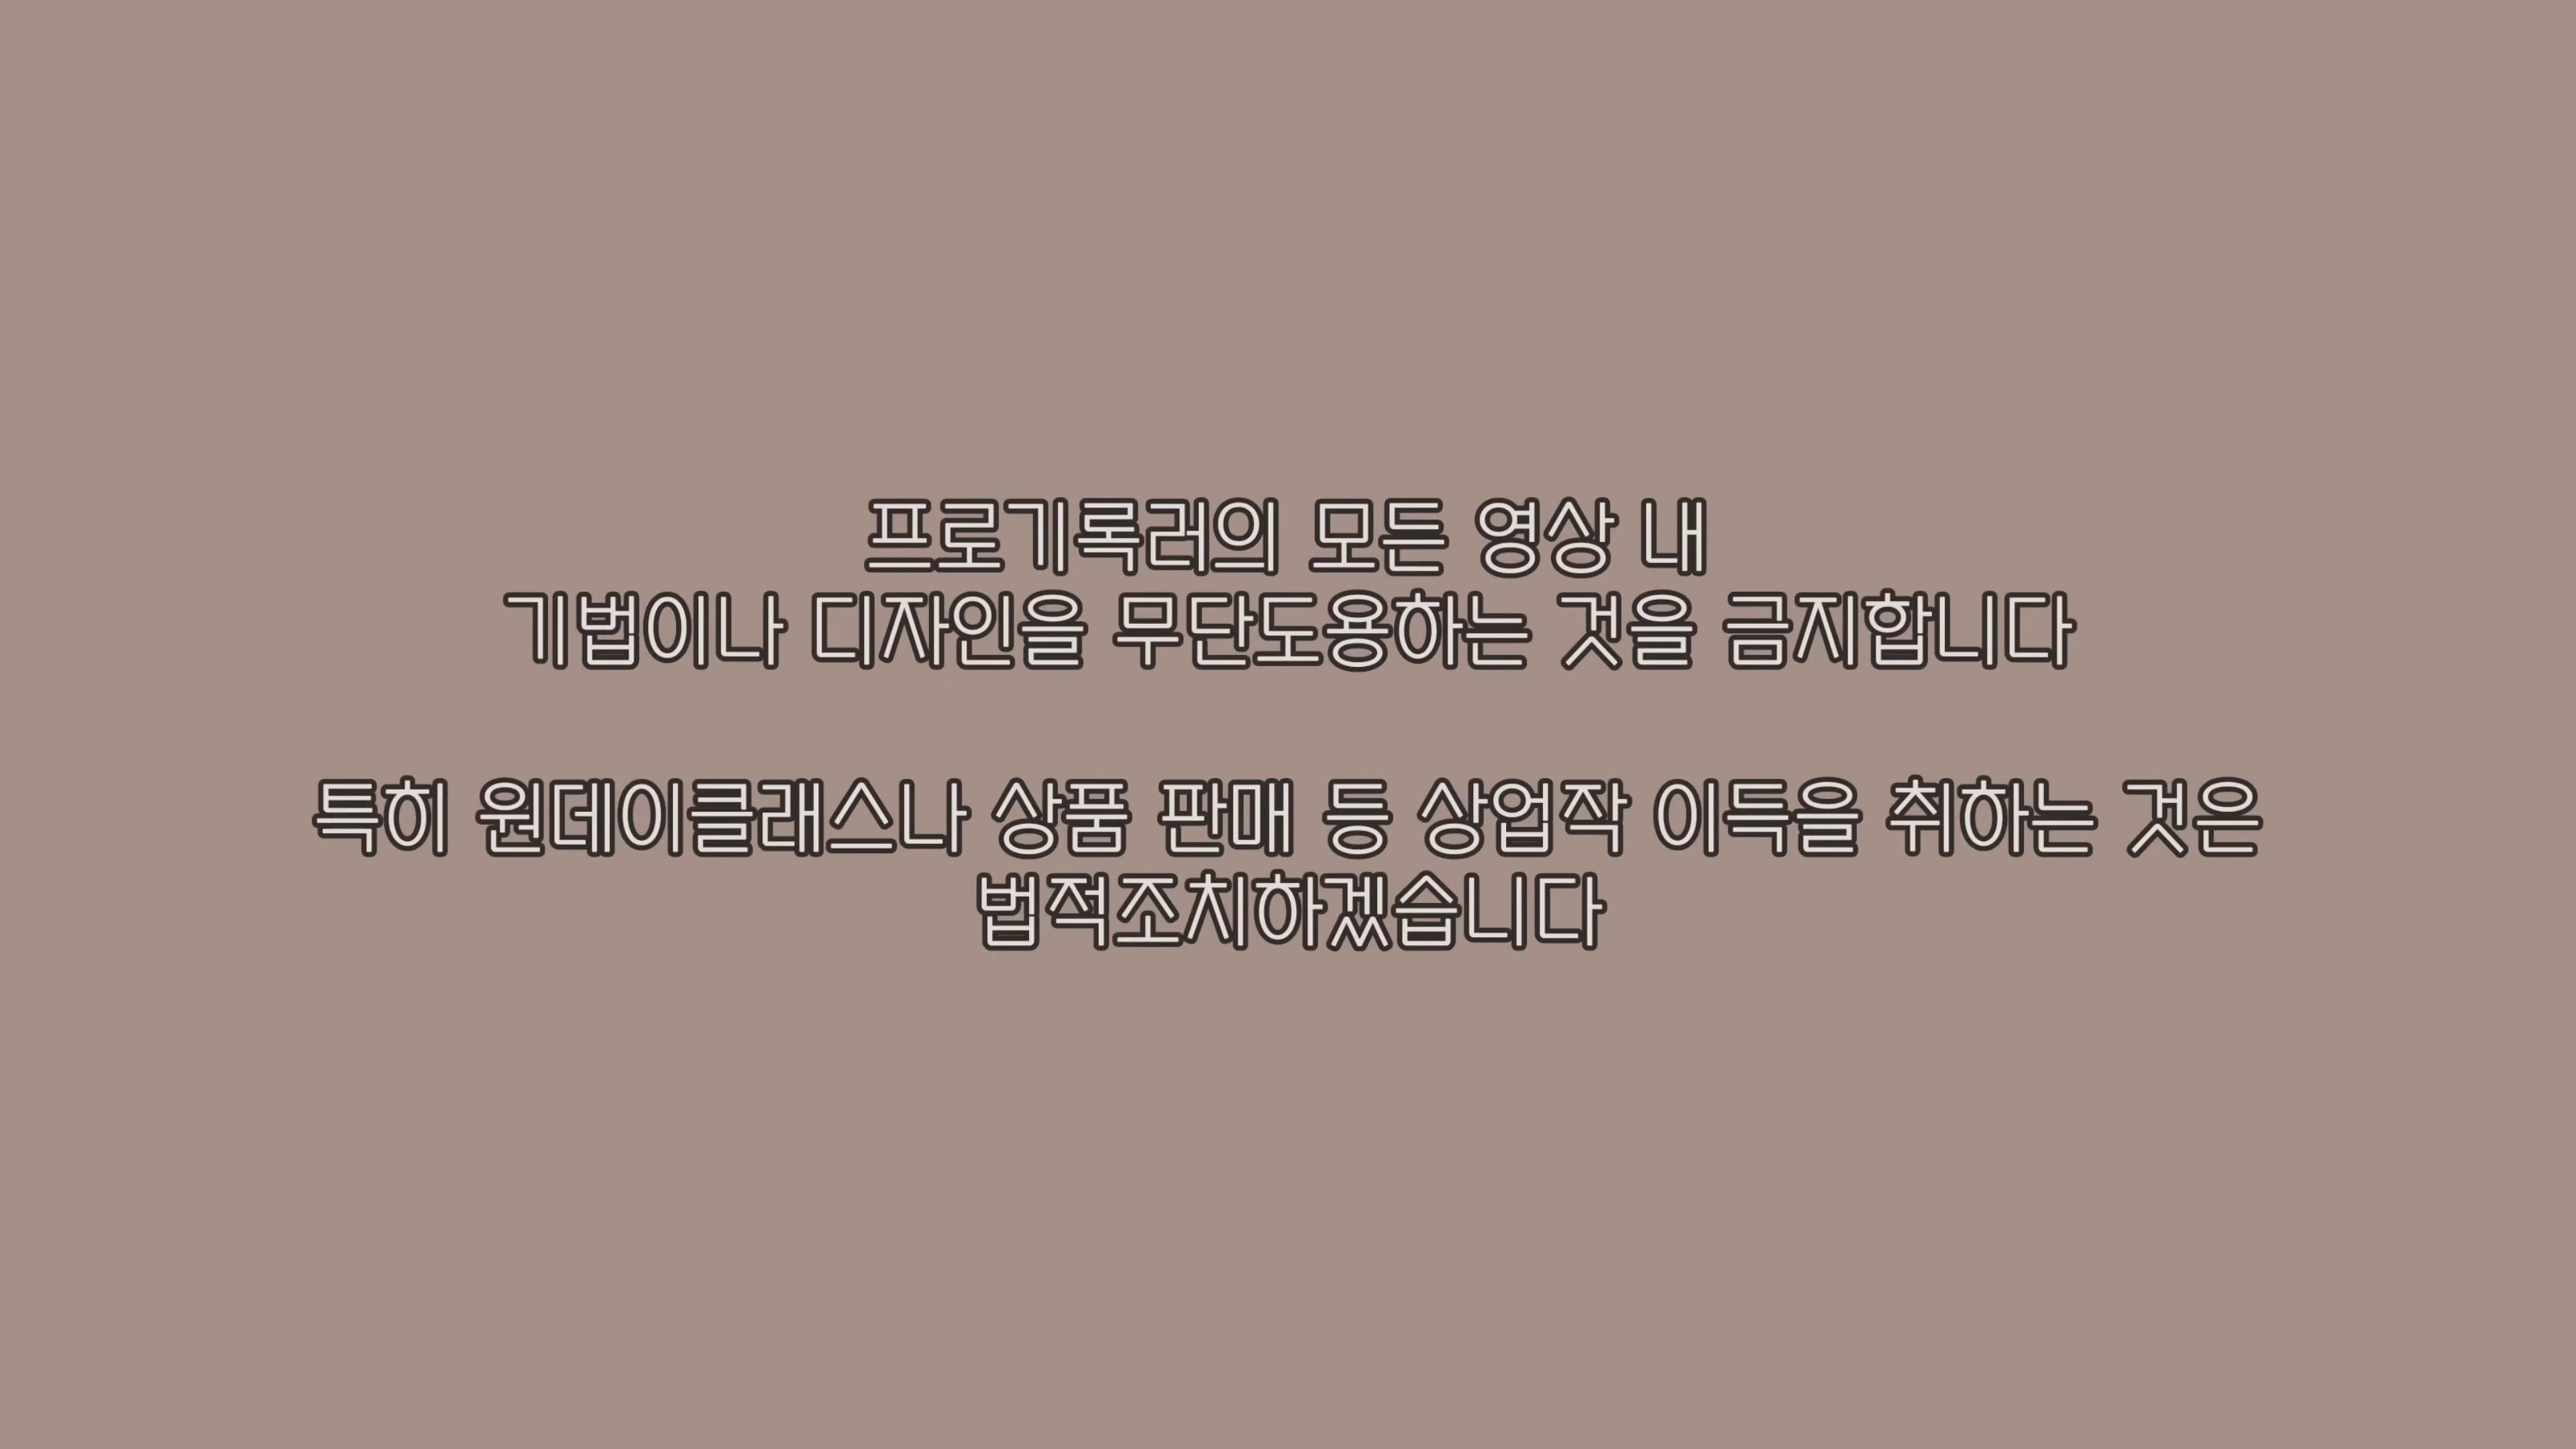 프로기록러의 모든 영상 내
기법이나 디자인을 무단도용하는 것을 금지합니다
특히 원데이클래스나 상품 판매 등 상업작 이득을 취하는 것은
법적조치하겠습니다